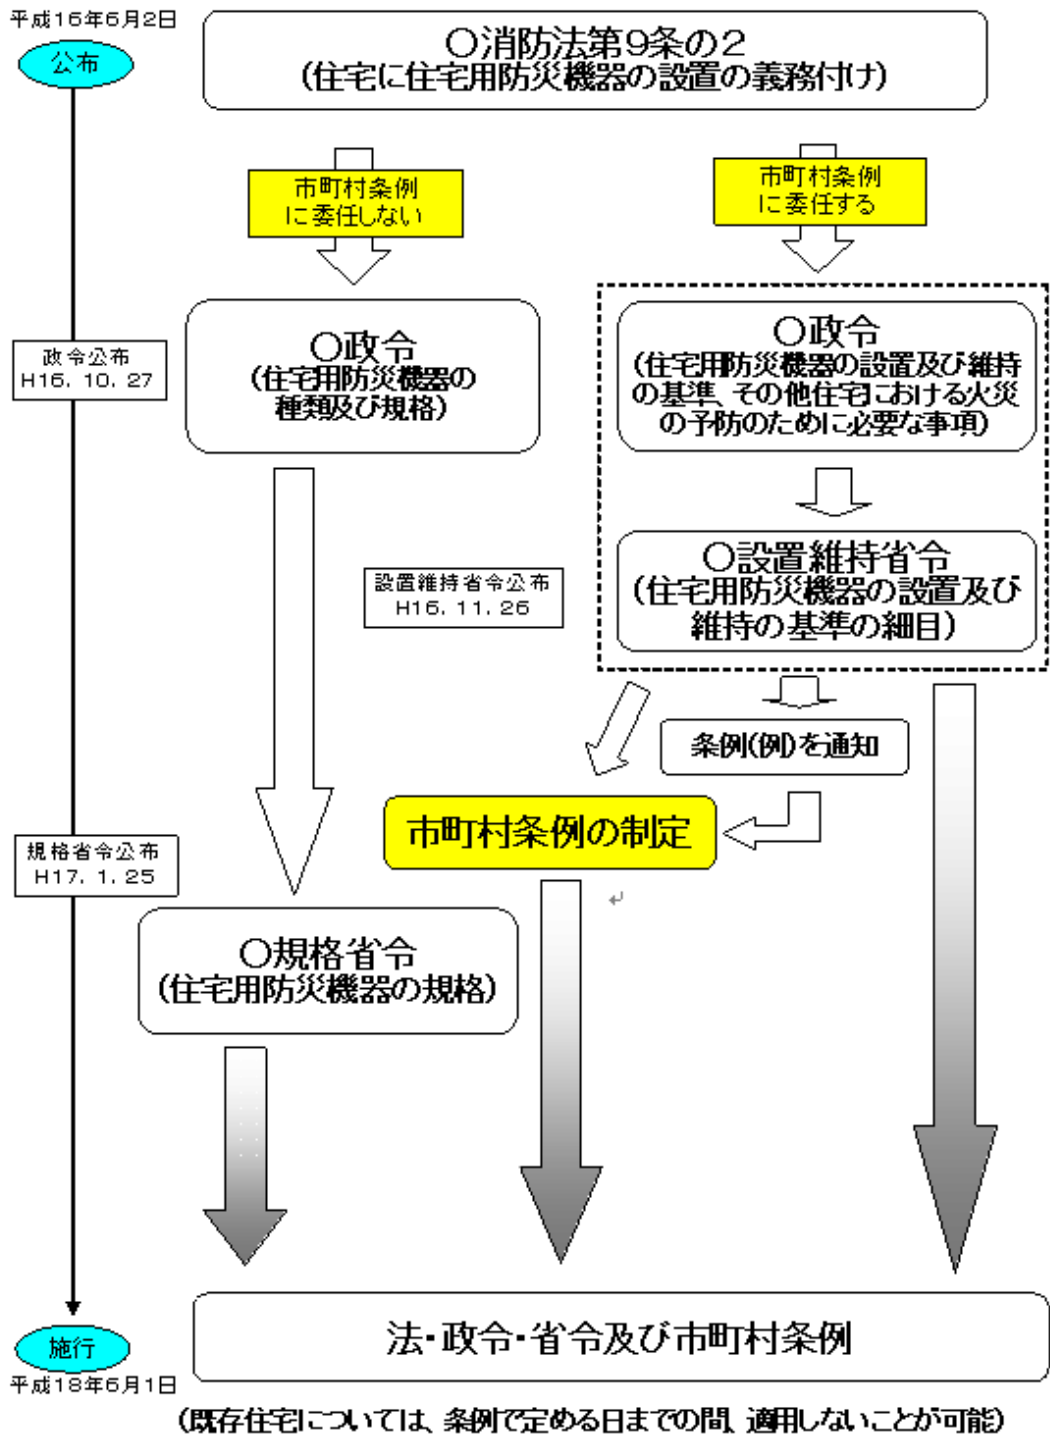 平成16年6月2日
公布
○消防法第9条の2
(住宅に住宅用防災機器の設置の義務付け)
市町村条例
に委任しない
市町村条例
に委任する
政令公布
H16.10.27
○政令
(住宅用防災機器の
種類及び規格)
○政令
(住宅用防災機器の設置及び維持
の基準、その他住宅における火災
の予防のために必要な事項)
設置維持省令公布
H16.11.26
○設置維持省令
(住宅用防災機器の設置及び
維持の基準の細目)
条例(例)を通知
市町村条例の制定
規格省令公布
H17.1.25
○規格省令
(住宅用防災機器の規格)
施行
平成18年6月1日
法・政令・省令及び市町村条例
(既存住宅については、条例で定める日までの間、適用しないことが可能)